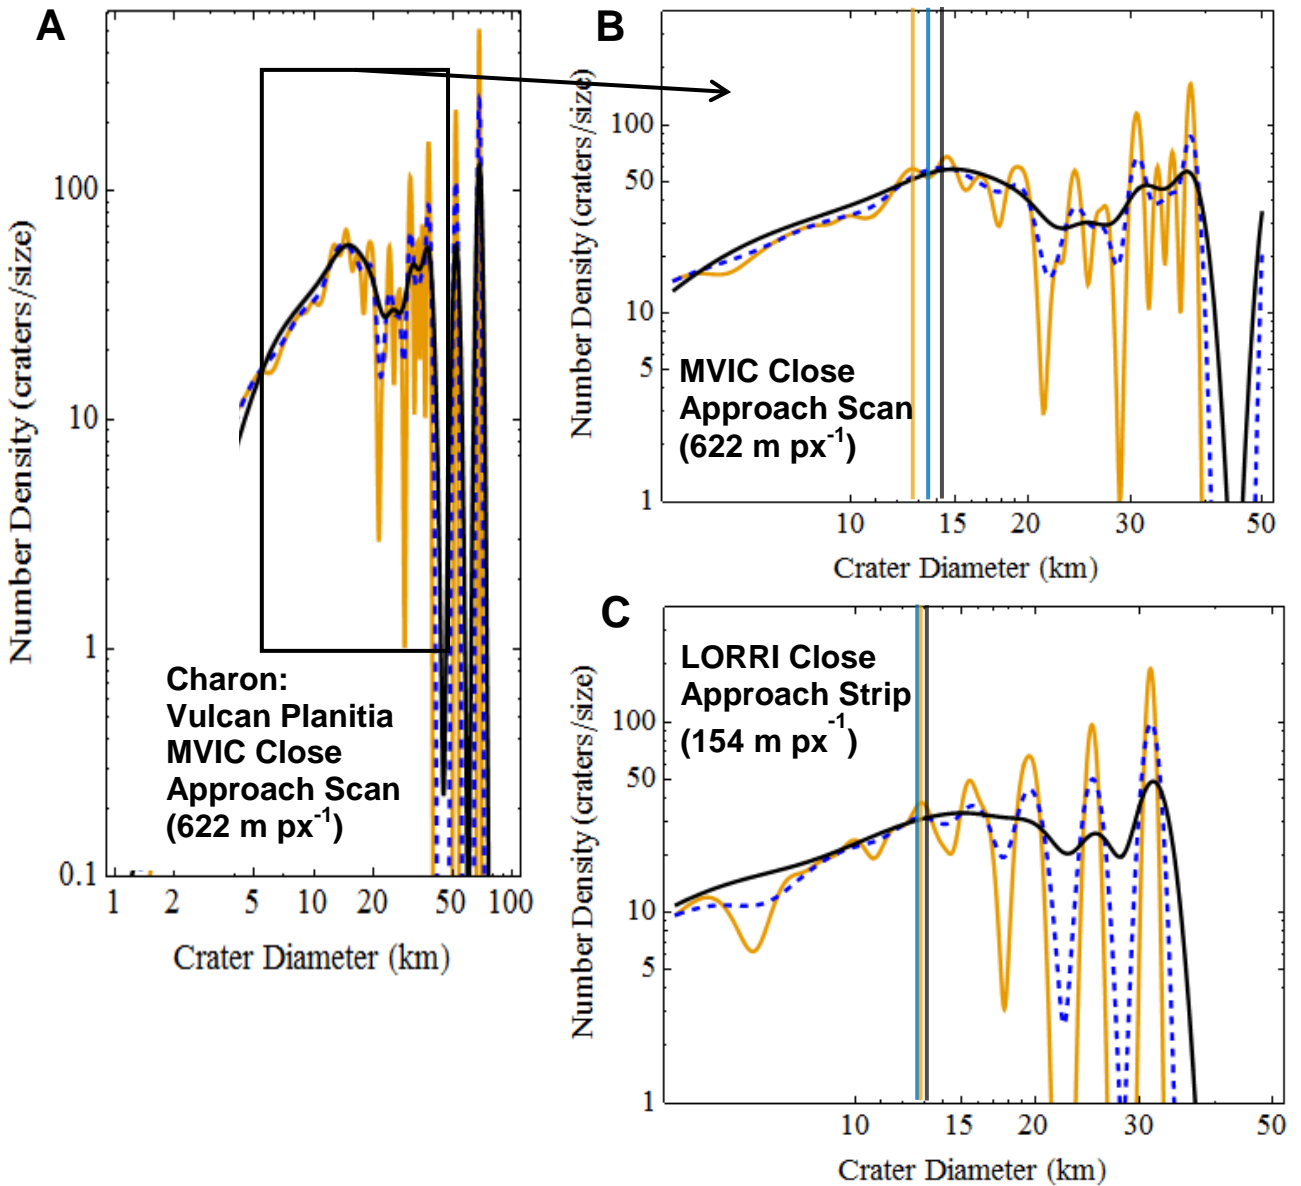 A
Number Density (craters/size)
100
10
1
0.1
Charon:
Vulcan Planitia
MVIC Close
Approach Scan
(622 m px-1)
1 2 5 10 20 50 100
Crater Diameter (km)
B
Number Density (craters/size)
100
50
10
5
1
MVIC Close
Approach Scan
(622 m px-1)
10 15 20 30 50
Crater Diameter (km)
C
Number Density (craters/size)
100
50
10
5
1
LORRI Close
Approach Strip
(154 m px-1)
10 15 20 30 50
Crater Diameter (km)